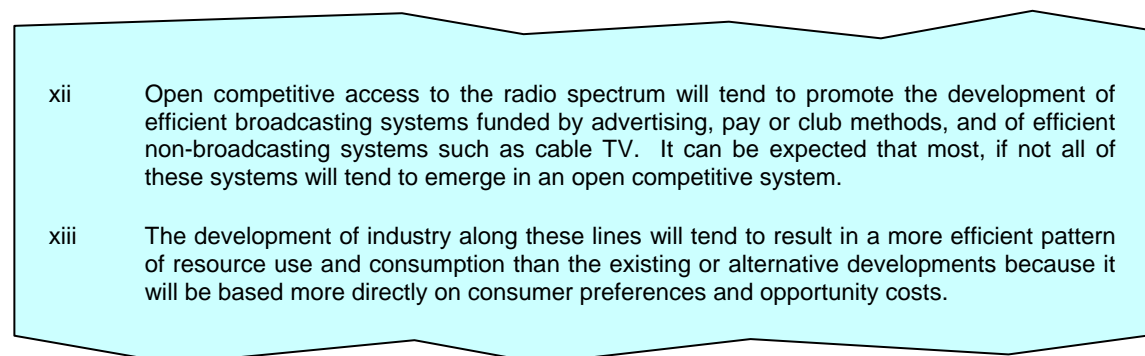 xii Open competitive access to the radio spectrum will tend to promote the development of
efficient broadcasting systems funded by advertising, pay or club methods, and of efficient
non-broadcasting systems such as cable TV. It can be expected that most, if not all of
these systems will tend to emerge in an open competitive system.
xiii The development of industry along these lines will tend to result in a more efficient pattern
of resource use and consumption than the existing or alternative developments because it
will be based more directly on consumer preferences and opportunity costs.